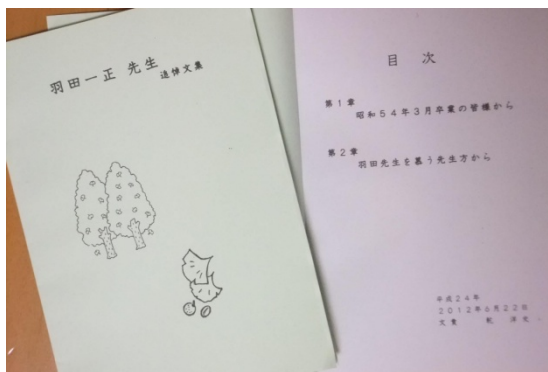 羽田一正 先生
追悼文集
目 次
第1章
昭和54年3月卒業の皆様から
第2章
羽田先生を慕う先生方から
平成24年
2012年6月22日
文責